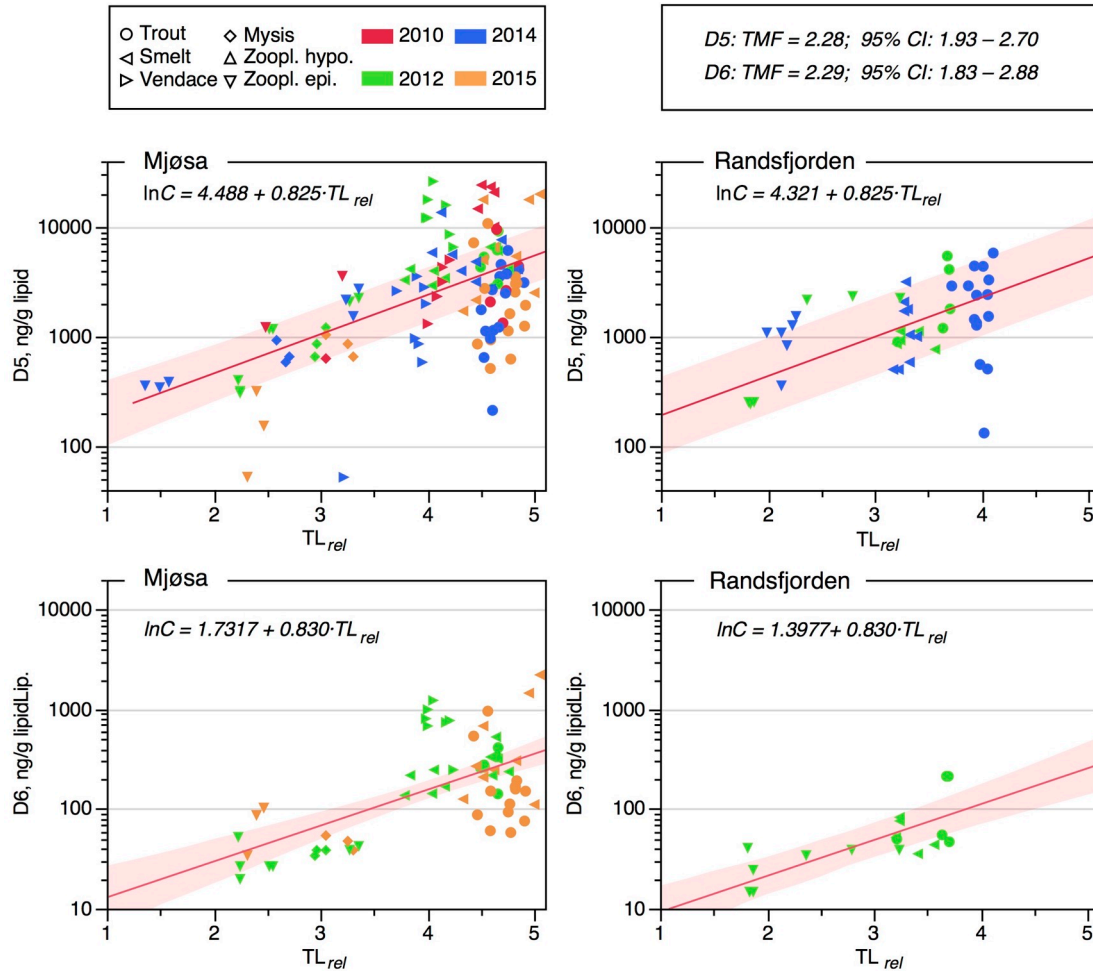 Trout Mysis 2010 2014
Smelt Zoopl. hypo.
Vendace Zoopl. epi. 2012 2015
D5: TMF = 2.28; 95% CI: 1.93 – 2.70
D6: TMF = 2.29; 95% CI: 1.83 – 2.88
Mjøsa
lnC = 4.488 + 0.825·TLrel
D5, ng/g lipid
10000
1000
100
1 2 3 4 5
TLrel
Randsfjorden
lnC = 4.321 + 0.825·TLrel
D5, ng/g lipid
10000
1000
100
1 2 3 4 5
TLrel
Mjøsa
lnC = 1.7317 + 0.830·TLrel
D6, ng/g lipidLip.
10000
1000
100
10
1 2 3 4 5
TLrel
Randsfjorden
lnC = 1.3977+ 0.830·TLrel
D6, ng/g lipidLip.
10000
1000
100
10
1 2 3 4 5
TLrel